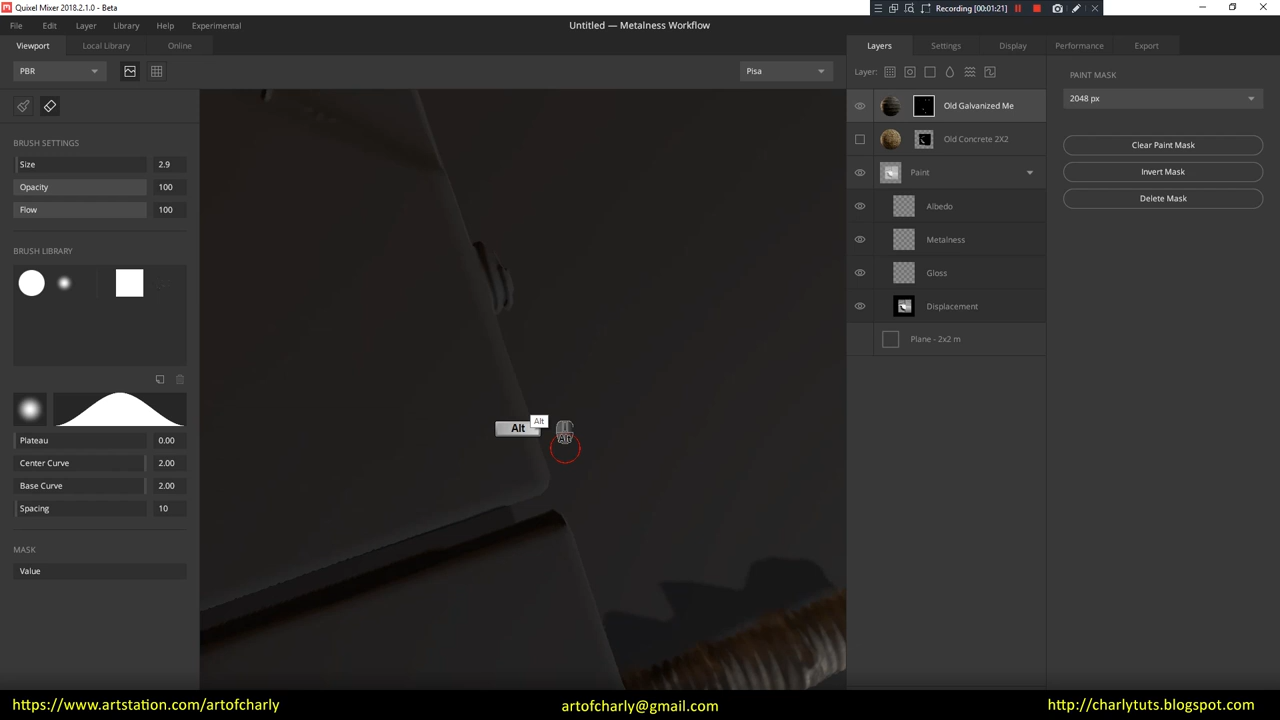 Quixel Mixer 2018.2.1.0 - Beta
Recording [00:01:21]
File Edit Layer Library Help Experimental
Untitled — Metalness Workflow
Viewport Local Library Online
Layers Settings Display Performance Export
PBR
Pisa
Layer:
PAINT MASK
2048 px
Old Galvanized Me
Clear Paint Mask
Old Concrete 2X2
Invert Mask
Paint
Delete Mask
Albedo
Metalness
Gloss
Displacement
Plane - 2x2 m
BRUSH SETTINGS
Size 2.9
Opacity 100
Flow 100
BRUSH LIBRARY
Plateau 0.00
Center Curve 2.00
Base Curve 2.00
Spacing 10
MASK
Value
Alt
Alt
Alt
https://www.artstation.com/artofcharly
artofcharly@gmail.com
http://charlytuts.blogspot.com